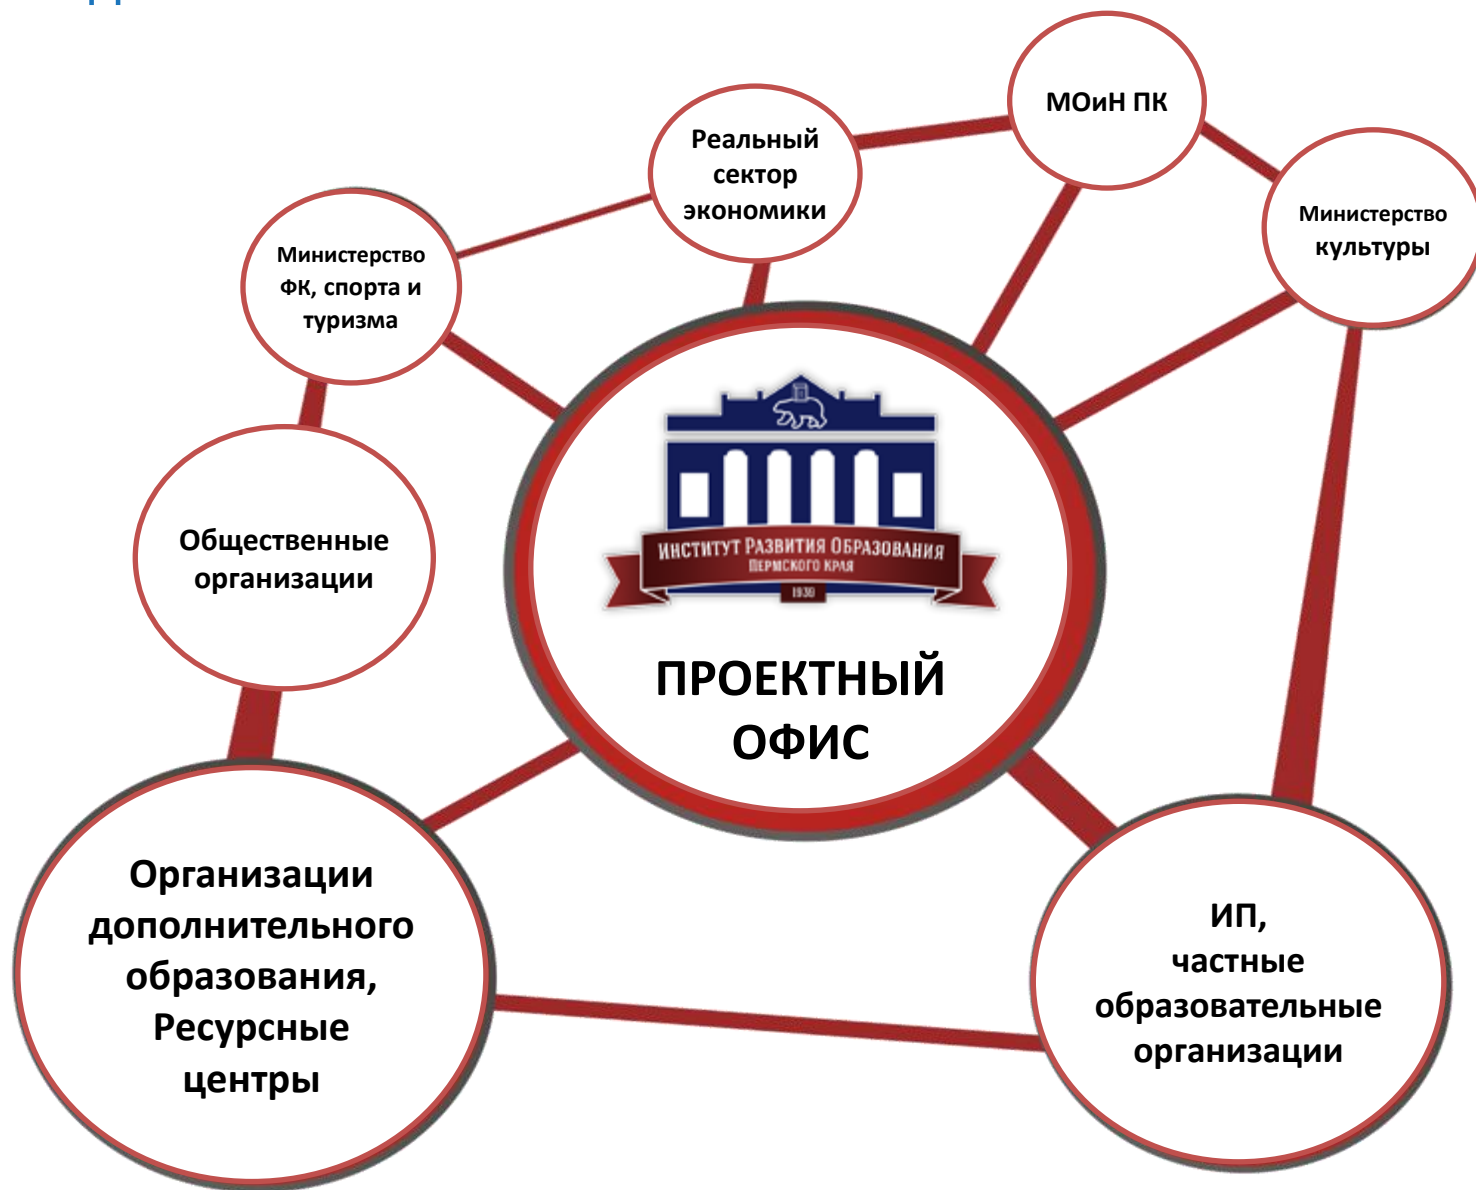 МОиН ПК
Реальный
сектор
экономики
Министерство
культуры
Министерство
ФК, спорта и
туризма
Общественные
организации
ИНСТИТУТ РАЗВИТИЯ ОБРАЗОВАНИЯ
ПЕРМСКОГО КРАЯ
1930
ПРОЕКТНЫЙ
ОФИС
Организации
дополнительного
образования,
Ресурсные
центры
ИП,
частные
образовательные
организации